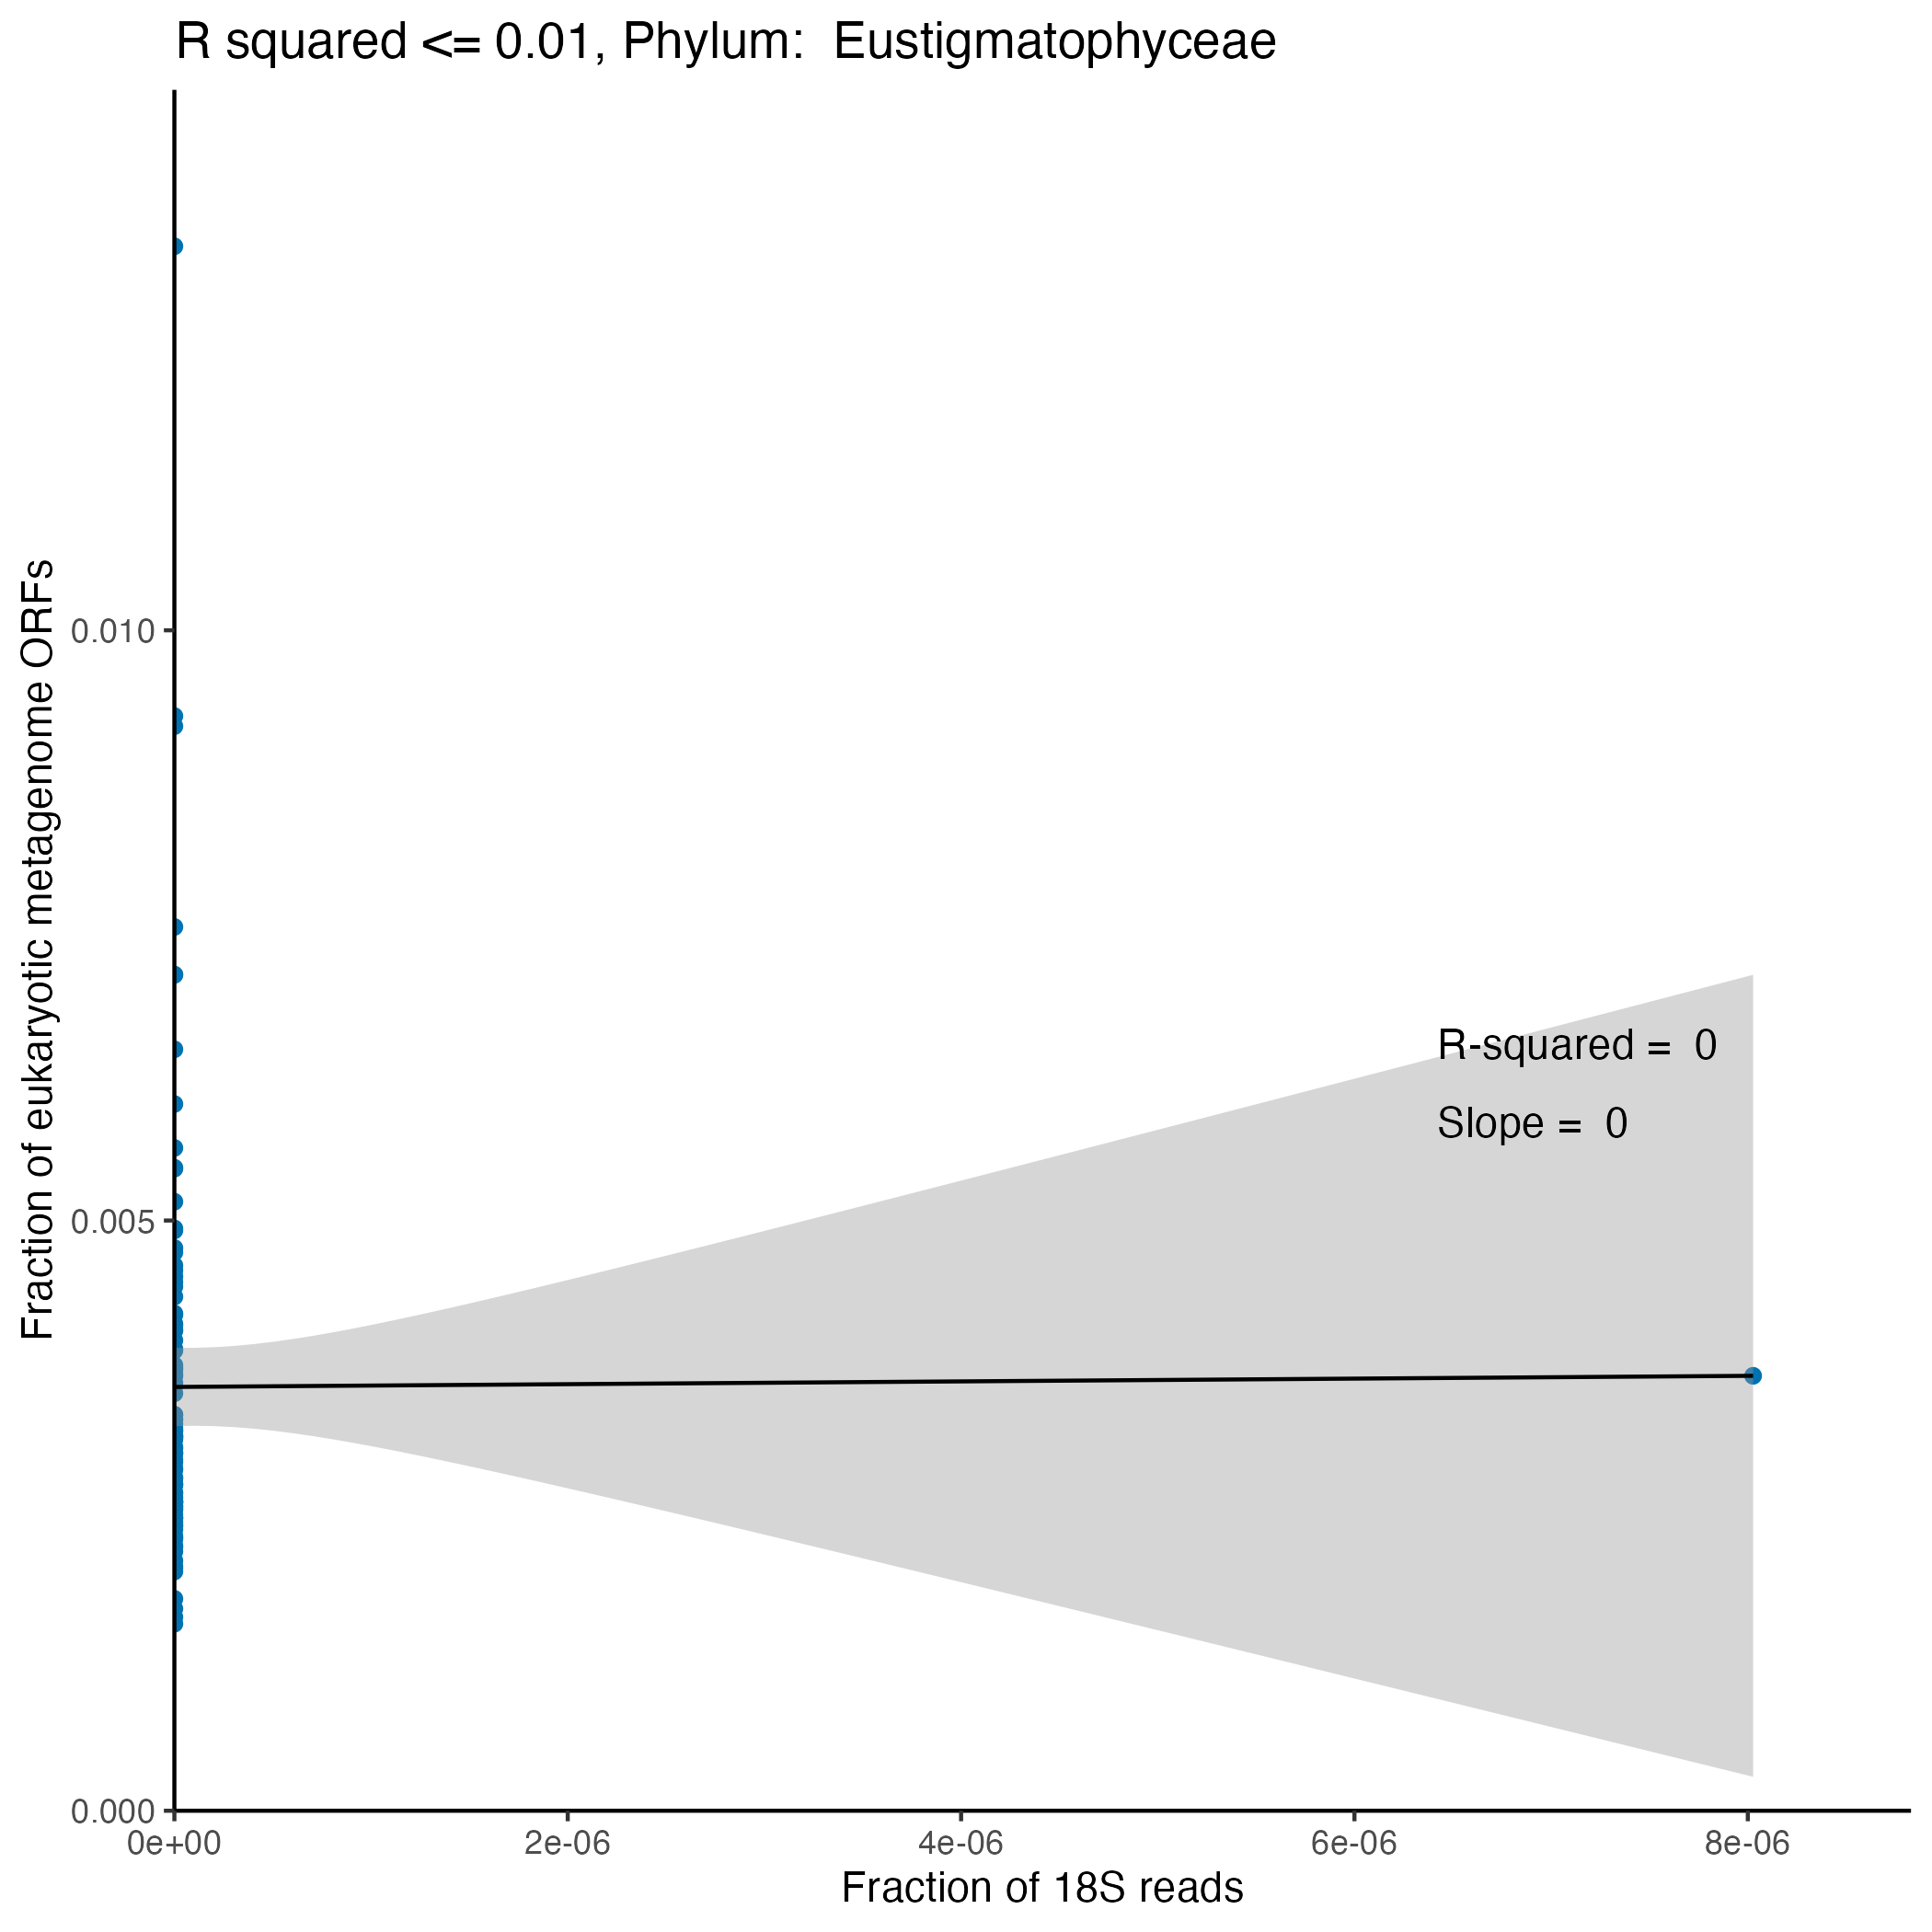 R squared <= 0.01, Phylum:  Eustigmatophyceae
Fraction of eukaryotic metagenome ORFs
0.010
0.005
0.000
R-squared =  0
Slope =  0
0e+00
2e-06
4e-06
6e-06
8e-06
Fraction of 18S reads